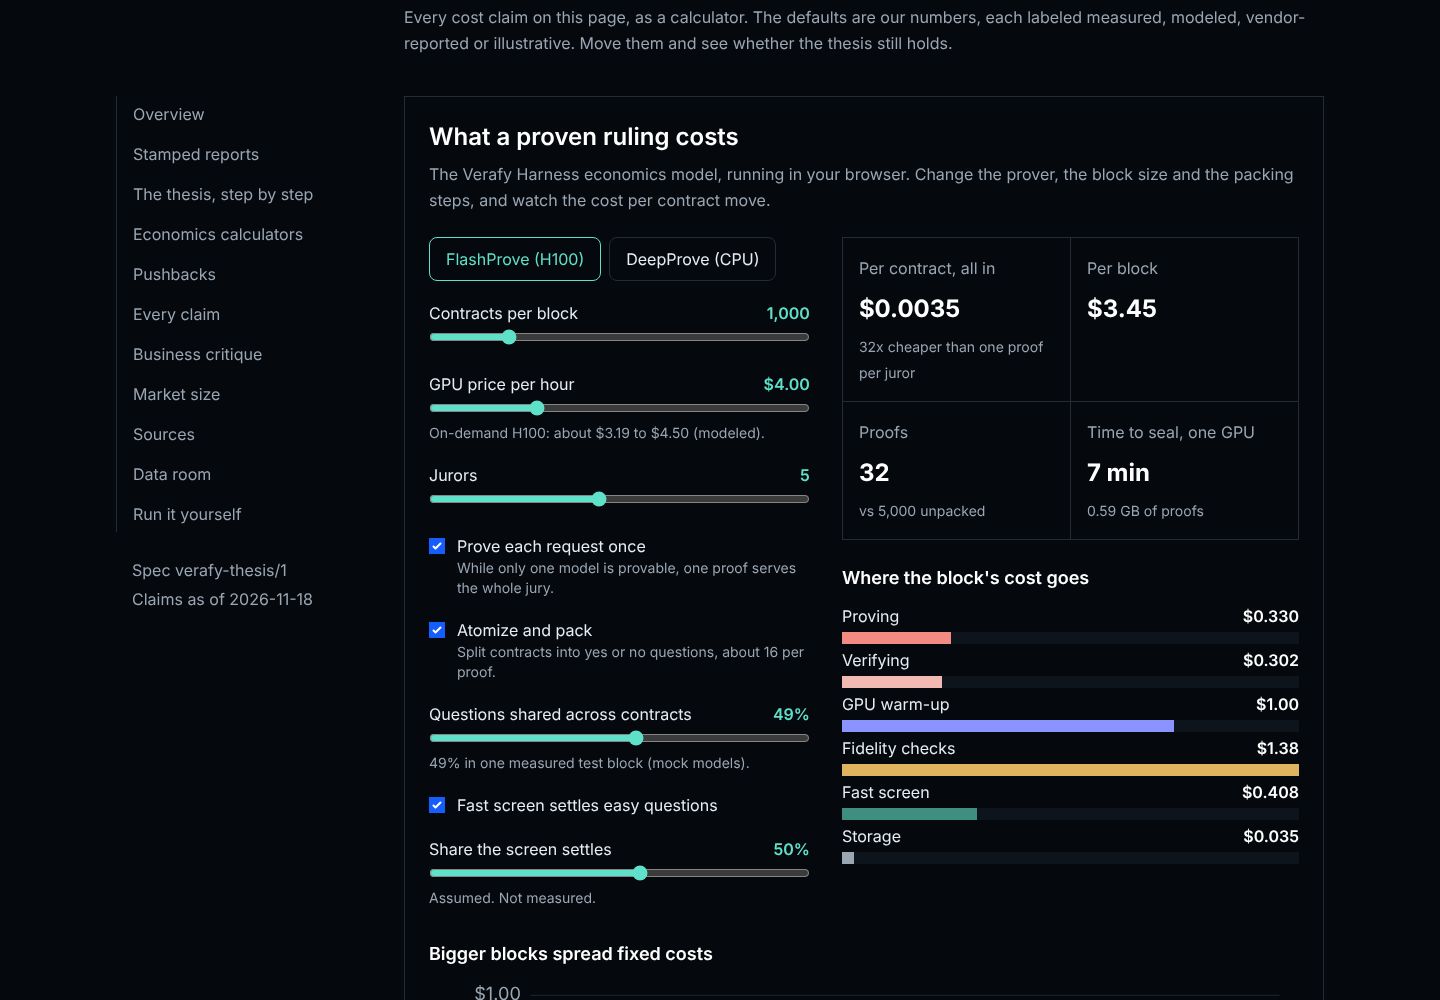 Every cost claim on this page, as a calculator. The defaults are our numbers, each labeled measured, modeled, vendor-
reported or illustrative. Move them and see whether the thesis still holds.
Overview
Stamped reports
The thesis, step by step
Economics calculators
Pushbacks
Every claim
Business critique
Market size
Sources
Data room
Run it yourself
Spec verafy-thesis/1
Claims as of 2026-11-18
What a proven ruling costs
The Verafy Harness economics model, running in your browser. Change the prover, the block size and the packing
steps, and watch the cost per contract move.
FlashProve (H100)
DeepProve (CPU)
Contracts per block 1,000
GPU price per hour $4.00
On-demand H100: about $3.19 to $4.50 (modeled).
Jurors 5
Prove each request once
While only one model is provable, one proof serves
the whole jury.
Atomize and pack
Split contracts into yes or no questions, about 16 per
proof.
Questions shared across contracts 49%
49% in one measured test block (mock models).
Fast screen settles easy questions
Share the screen settles 50%
Assumed. Not measured.
Per contract, all in
$0.0035
32x cheaper than one proof
per juror
Per block
$3.45
Proofs
32
vs 5,000 unpacked
Time to seal, one GPU
7 min
0.59 GB of proofs
Where the block's cost goes
Proving $0.330
Verifying $0.302
GPU warm-up $1.00
Fidelity checks $1.38
Fast screen $0.408
Storage $0.035
Bigger blocks spread fixed costs
$1.00